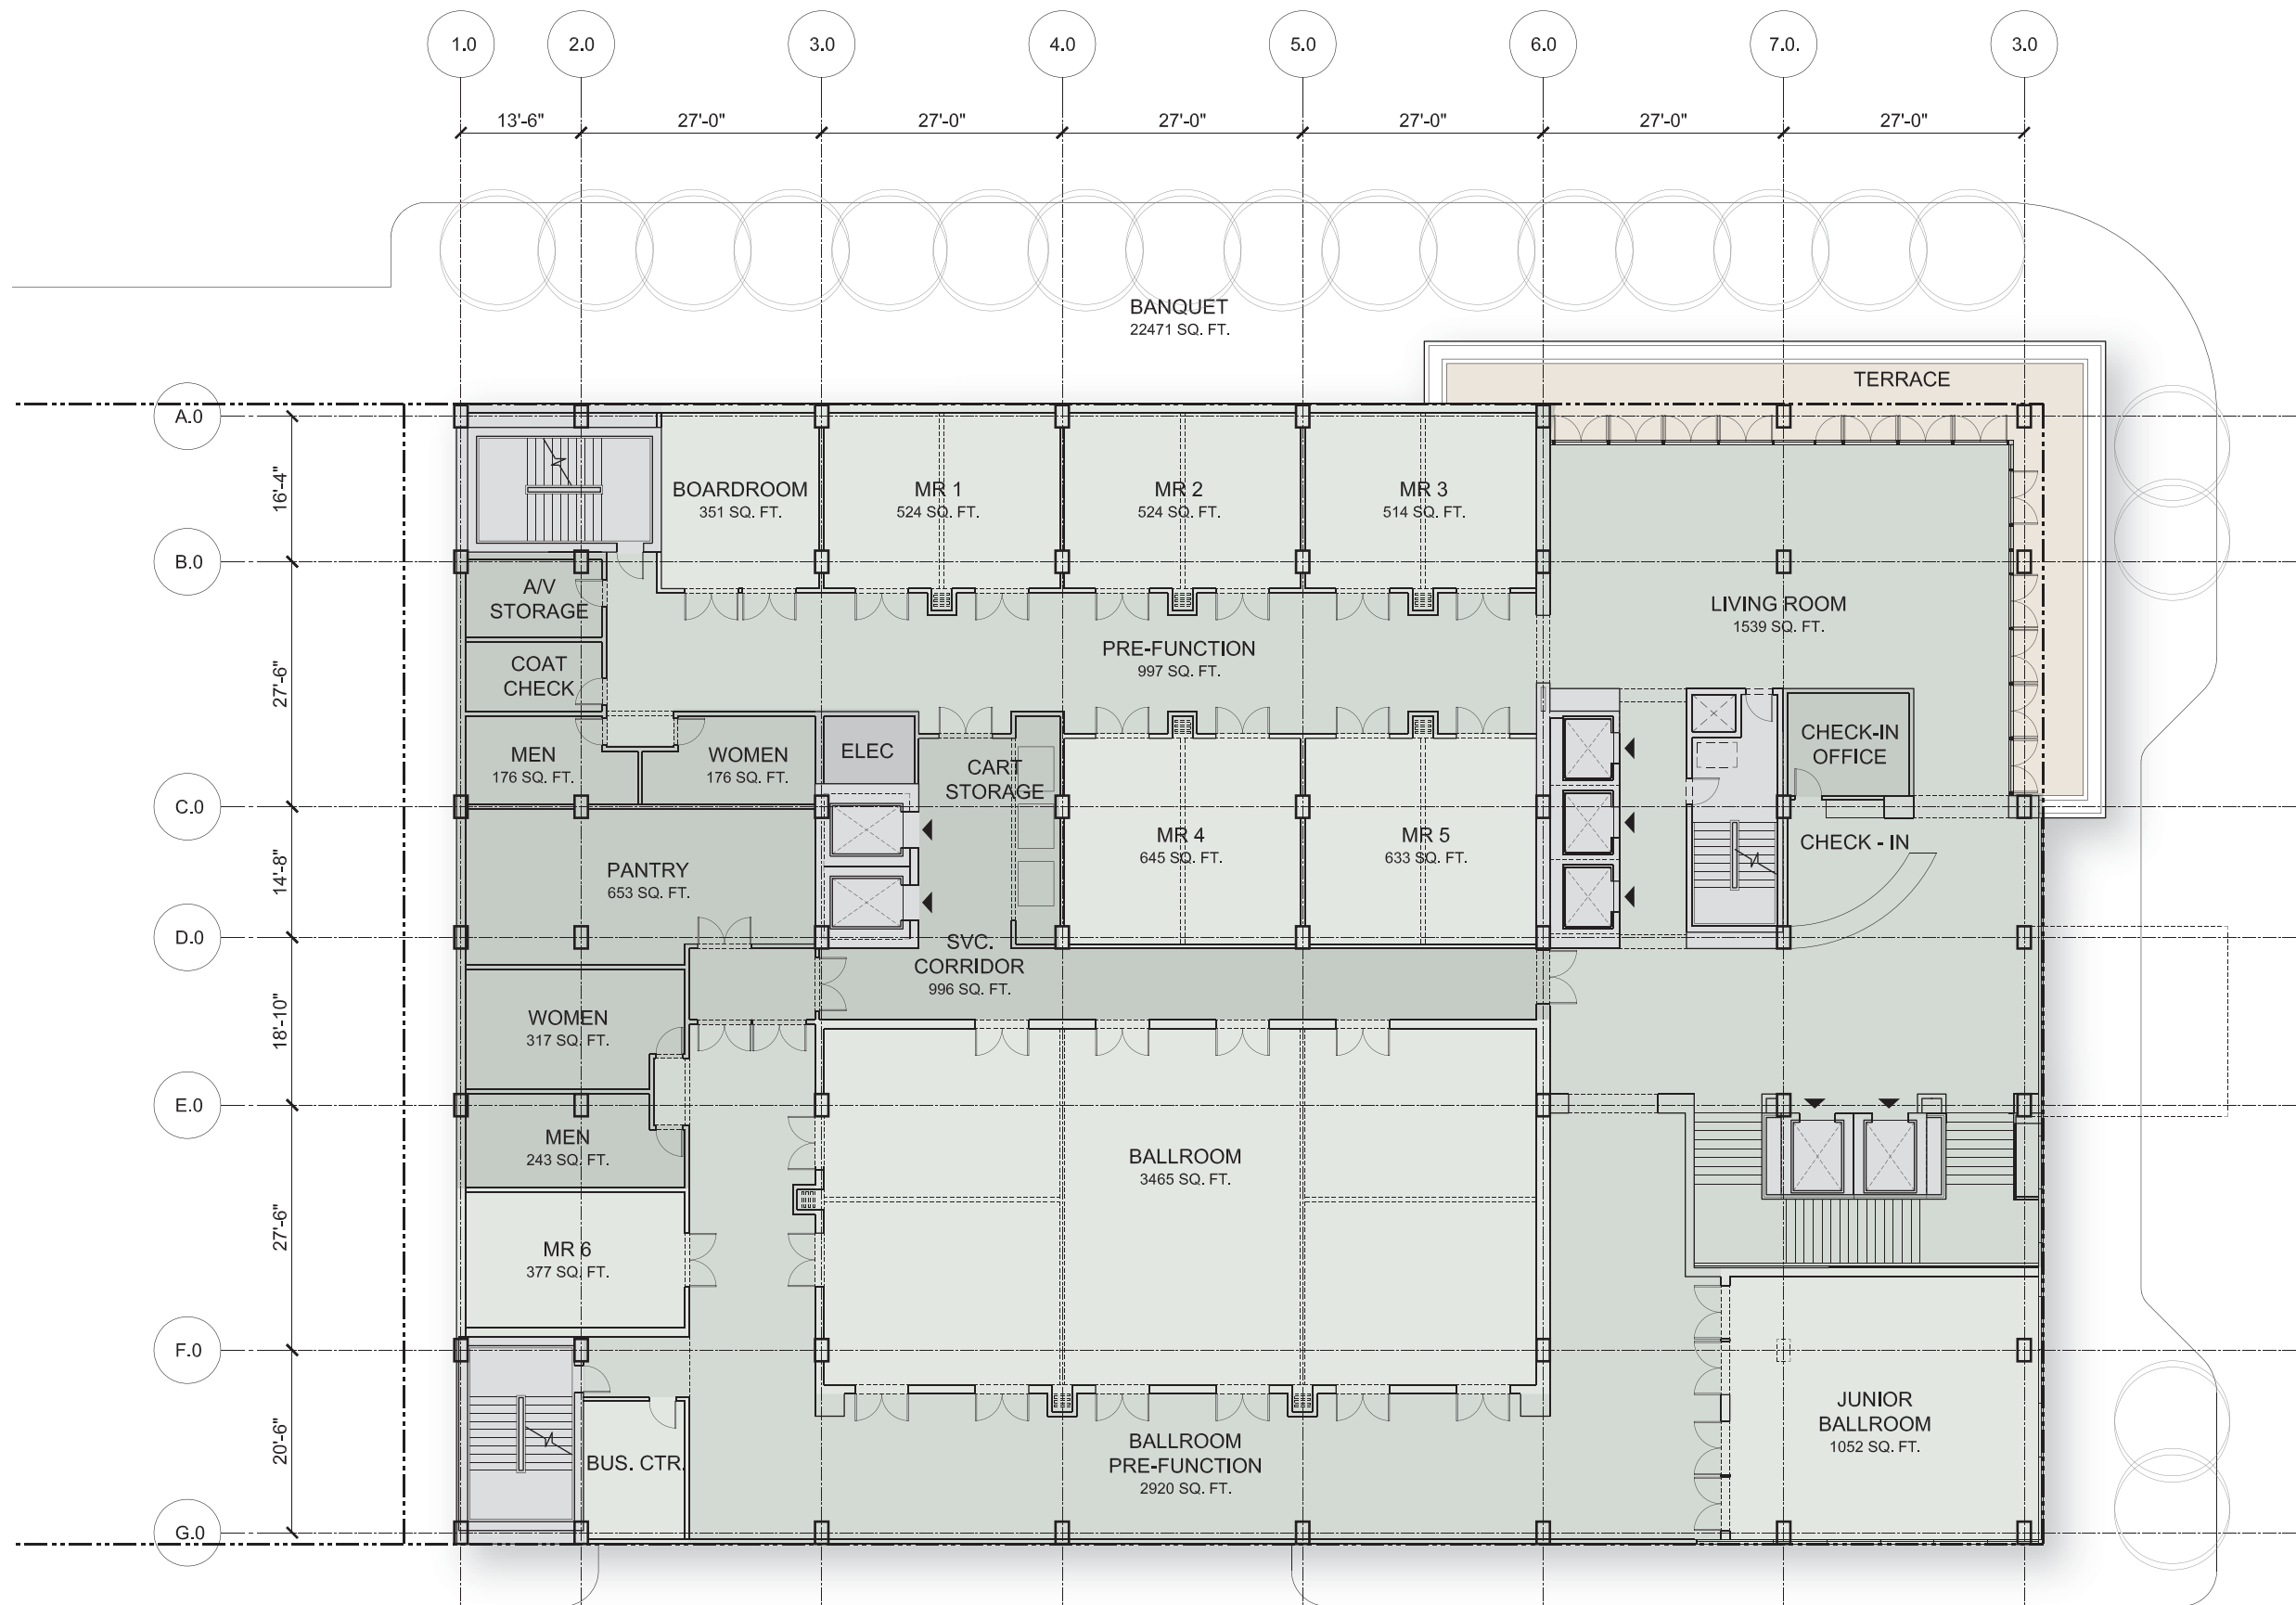 1.0
2.0
3.0
4.0
5.0
6.0
7.0.
3.0
13'-6"
27'-0"
27'-0"
27'-0"
27'-0"
27'-0"
27'-0"
BANQUET
22471 SQ. FT.
TERRACE
A.0
16'-4"
BOARDROOM
351 SQ. FT.
MR 1
524 SQ. FT.
MR 2
524 SQ. FT.
MR 3
514 SQ. FT.
B.0
A/V
STORAGE
LIVING ROOM
1539 SQ. FT.
27'-6"
COAT
CHECK
PRE-FUNCTION
997 SQ. FT.
MEN
176 SQ. FT.
WOMEN
176 SQ. FT.
ELEC
CART
STORAGE
CHECK-IN
OFFICE
C.0
14'-8"
PANTRY
653 SQ. FT.
MR 4
645 SQ. FT.
MR 5
633 SQ. FT.
CHECK - IN
D.0
SVC.
CORRIDOR
996 SQ. FT.
18'-10"
WOMEN
317 SQ. FT.
E.0
MEN
243 SQ. FT.
BALLROOM
3465 SQ. FT.
27'-6"
MR 6
377 SQ. FT.
F.0
20'-6"
BUS. CTR.
BALLROOM
PRE-FUNCTION
2920 SQ. FT.
JUNIOR
BALLROOM
1052 SQ. FT.
G.0